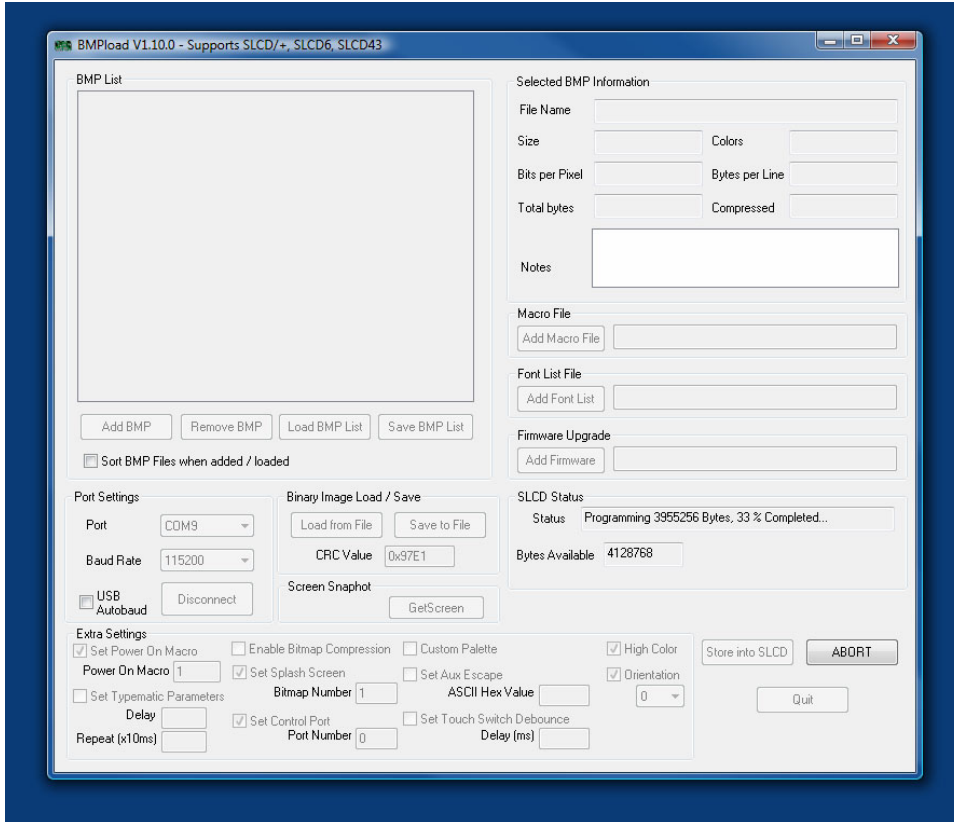 BMPload V1.10.0 - Supports SLCD/+, SLCD6, SLCD43
BMP List
Add BMP
Remove BMP
Load BMP List
Save BMP List
Sort BMP Files when added / loaded
Selected BMP Information
File Name
Size
Colors
Bits per Pixel
Bytes per Line
Total bytes
Compressed
Notes
Macro File
Add Macro File
Font List File
Add Font List
Firmware Upgrade
Add Firmware
Port Settings
Port
COM9
Baud Rate
115200
USB
Autobaud
Disconnect
Binary Image Load / Save
Load from File
Save to File
CRC Value
0x97E1
Screen Snaphot
GetScreen
SLCD Status
Status
Programming 3955256 Bytes, 33 % Completed...
Bytes Available
4128768
Extra Settings
Set Power On Macro
Power On Macro
1
Set Typematic Parameters
Delay
Repeat (x10ms)
Enable Bitmap Compression
Set Splash Screen
Bitmap Number
1
Set Control Port
Port Number
0
Custom Palette
Set Aux Escape
ASCII Hex Value
Set Touch Switch Debounce
Delay (ms)
High Color
Orientation
0
Store into SLCD
ABORT
Quit